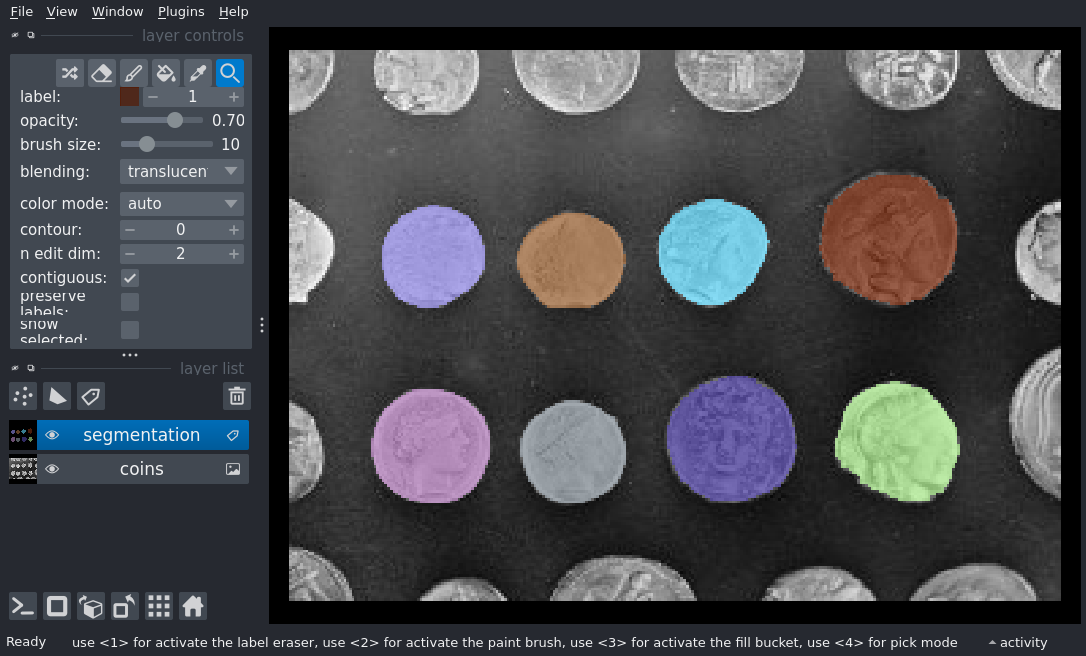 File View Window Plugins Help
layer controls
label: 1
opacity: 0.70
brush size: 10
blending: translucen
color mode: auto
contour: 0
n edit dim: 2
contiguous:
preserve
labels:
show
selected:
layer list
segmentation
coins
Ready use <1> for activate the label eraser, use <2> for activate the paint brush, use <3> for activate the fill bucket, use <4> for pick mode activity